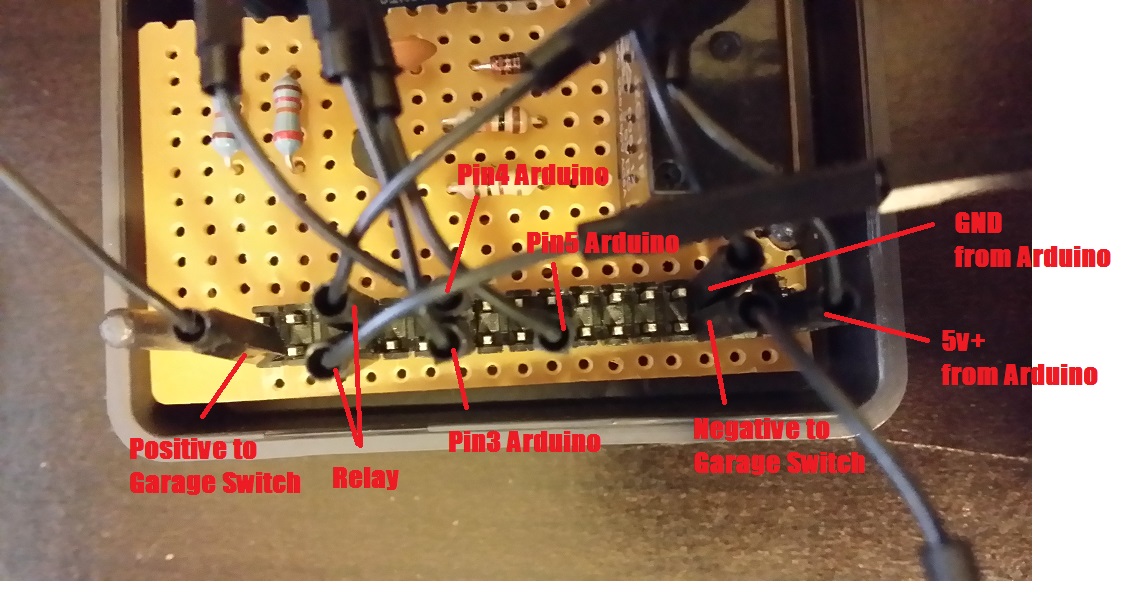 Pin4 Arduino
Pin5 Arduino
GND
from Arduino
5v+
from Arduino
Positive to
Garage Switch
Relay
Pin3 Arduino
Negative to
Garage Switch